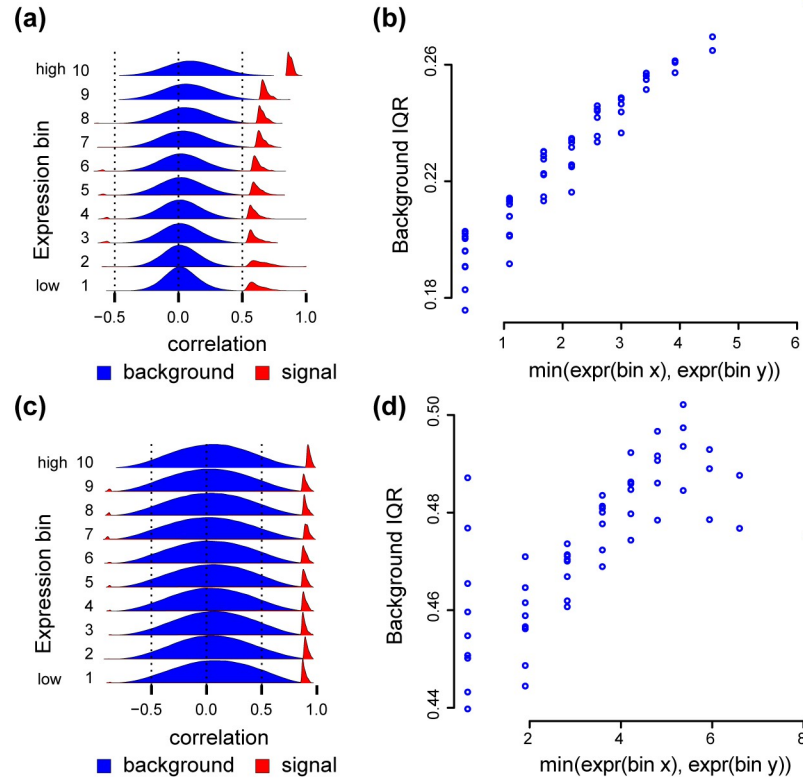 (a)
Expression bin
high 10
9
8
7
6
5
4
3
2
low 1
−0.5 0.0 0.5 1.0
correlation
background signal
(b)
Background IQR
0.26
0.22
0.18
1 2 3 4 5 6
min(expr(bin x), expr(bin y))
(c)
Expression bin
high 10
9
8
7
6
5
4
3
2
low 1
−0.5 0.0 0.5 1.0
correlation
background signal
(d)
Background IQR
0.50
0.48
0.46
0.44
2 4 6 8
min(expr(bin x), expr(bin y))